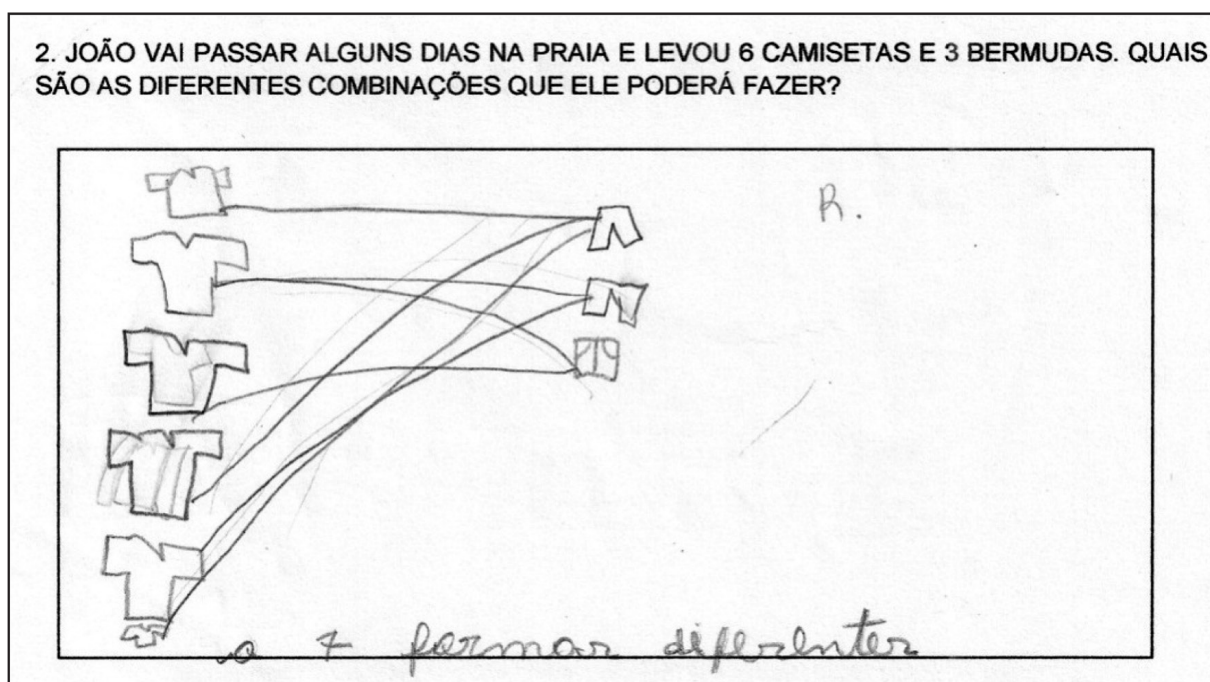 2. JOÃO VAI PASSAR ALGUNS DIAS NA PRAIA E LEVOU 6 CAMISETAS E 3 BERMUDAS. QUAIS
SÃO AS DIFERENTES COMBINAÇÕES QUE ELE PODERÁ FAZER?
R.
7 formas diferentes